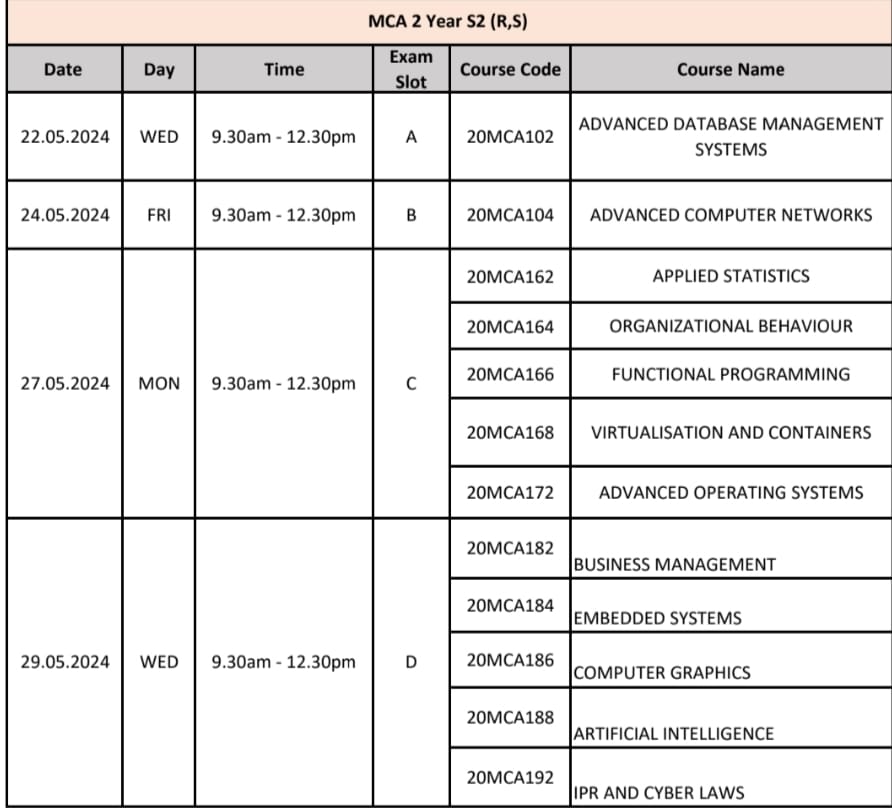 MCA 2 Year S2 (R,S)
Date Day Time Exam Slot Course Code Course Name
22.05.2024 WED 9.30am - 12.30pm A 20MCA102 ADVANCED DATABASE MANAGEMENT SYSTEMS
24.05.2024 FRI 9.30am - 12.30pm B 20MCA104 ADVANCED COMPUTER NETWORKS
27.05.2024 MON 9.30am - 12.30pm C
20MCA162 APPLIED STATISTICS
20MCA164 ORGANIZATIONAL BEHAVIOUR
20MCA166 FUNCTIONAL PROGRAMMING
20MCA168 VIRTUALISATION AND CONTAINERS
20MCA172 ADVANCED OPERATING SYSTEMS
29.05.2024 WED 9.30am - 12.30pm D
20MCA182 BUSINESS MANAGEMENT
20MCA184 EMBEDDED SYSTEMS
20MCA186 COMPUTER GRAPHICS
20MCA188 ARTIFICIAL INTELLIGENCE
20MCA192 IPR AND CYBER LAWS